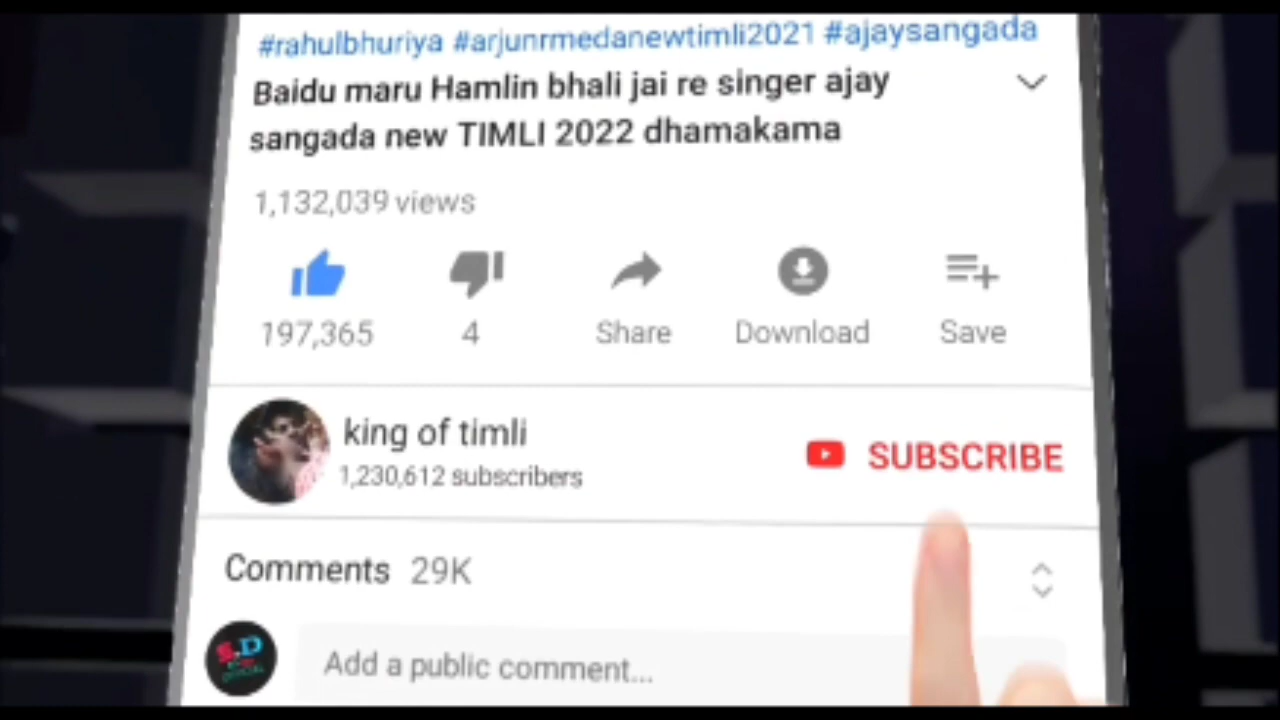 #rahulbhuriya #arjunrmedanewtimli2021 #ajaysangada
Baidu maru Hamlin bhali jai re singer ajay
sangada new TIMLI 2022 dhamakama
1,132,039 views
197,365
4
Share
Download
Save
king of timli
1,230,612 subscribers
SUBSCRIBE
Comments 29K
S.D
Add a public comment...